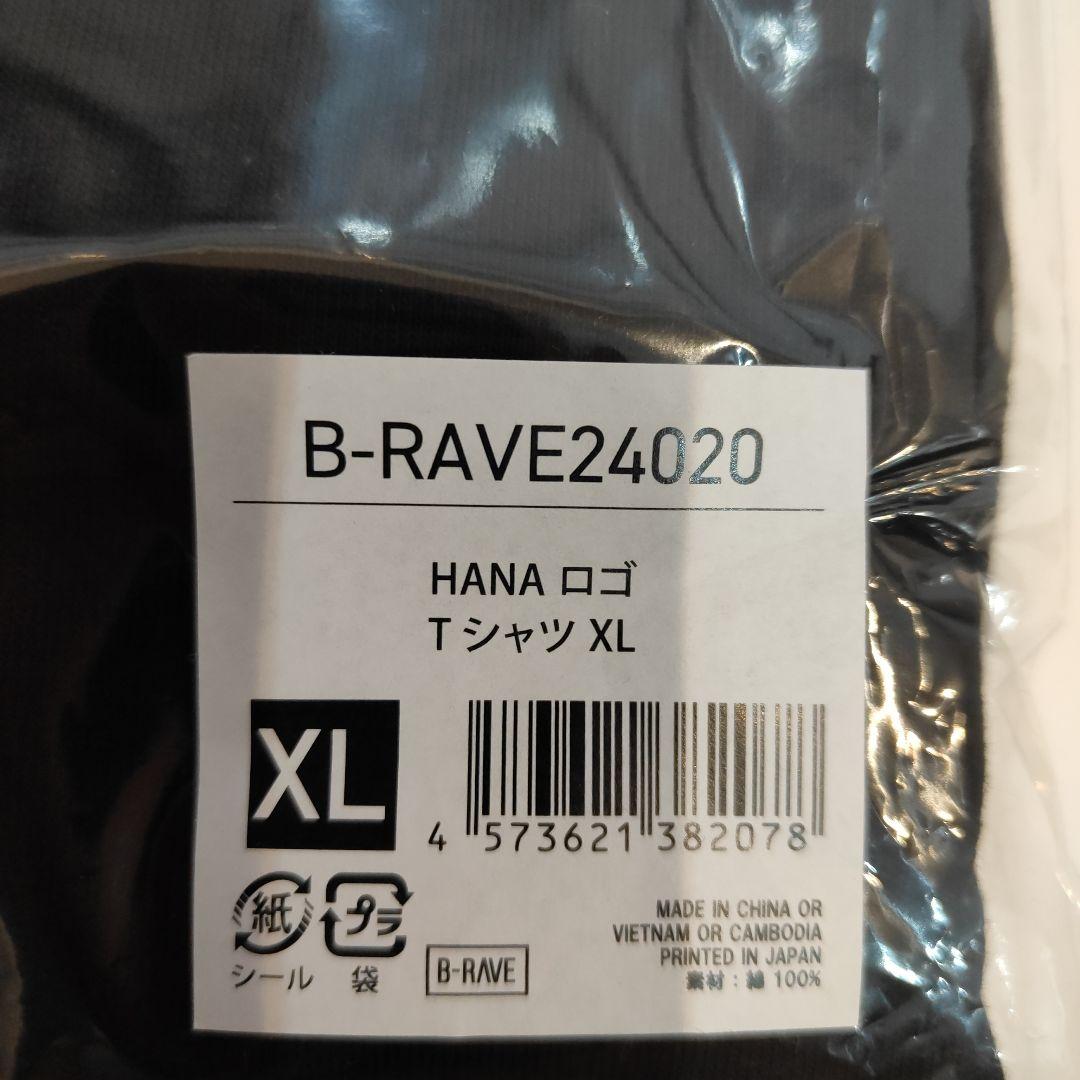 B-RAVE24020
HANA ロゴ
Tシャツ XL
XL
4 573621 382078
紙
プラ
シール
袋
B-RAVE
MADE IN CHINA OR
VIETNAM OR CAMBODIA
PRINTED IN JAPAN
素材：綿 100%